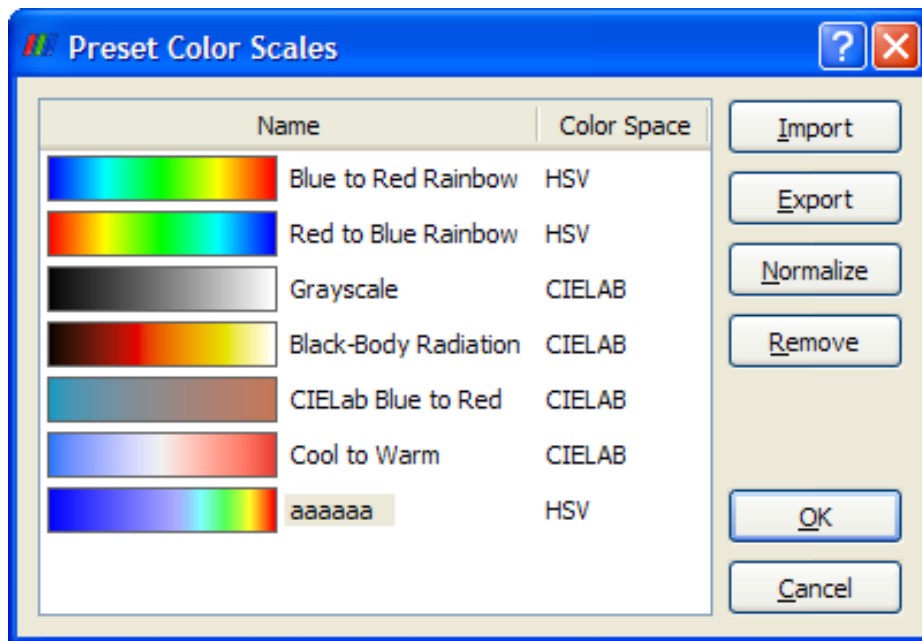 Preset Color Scales
?
Name Color Space
Blue to Red Rainbow HSV
Red to Blue Rainbow HSV
Grayscale CIELAB
Black-Body Radiation CIELAB
CIELab Blue to Red CIELAB
Cool to Warm CIELAB
aaaaaa HSV
Import
Export
Normalize
Remove
OK
Cancel